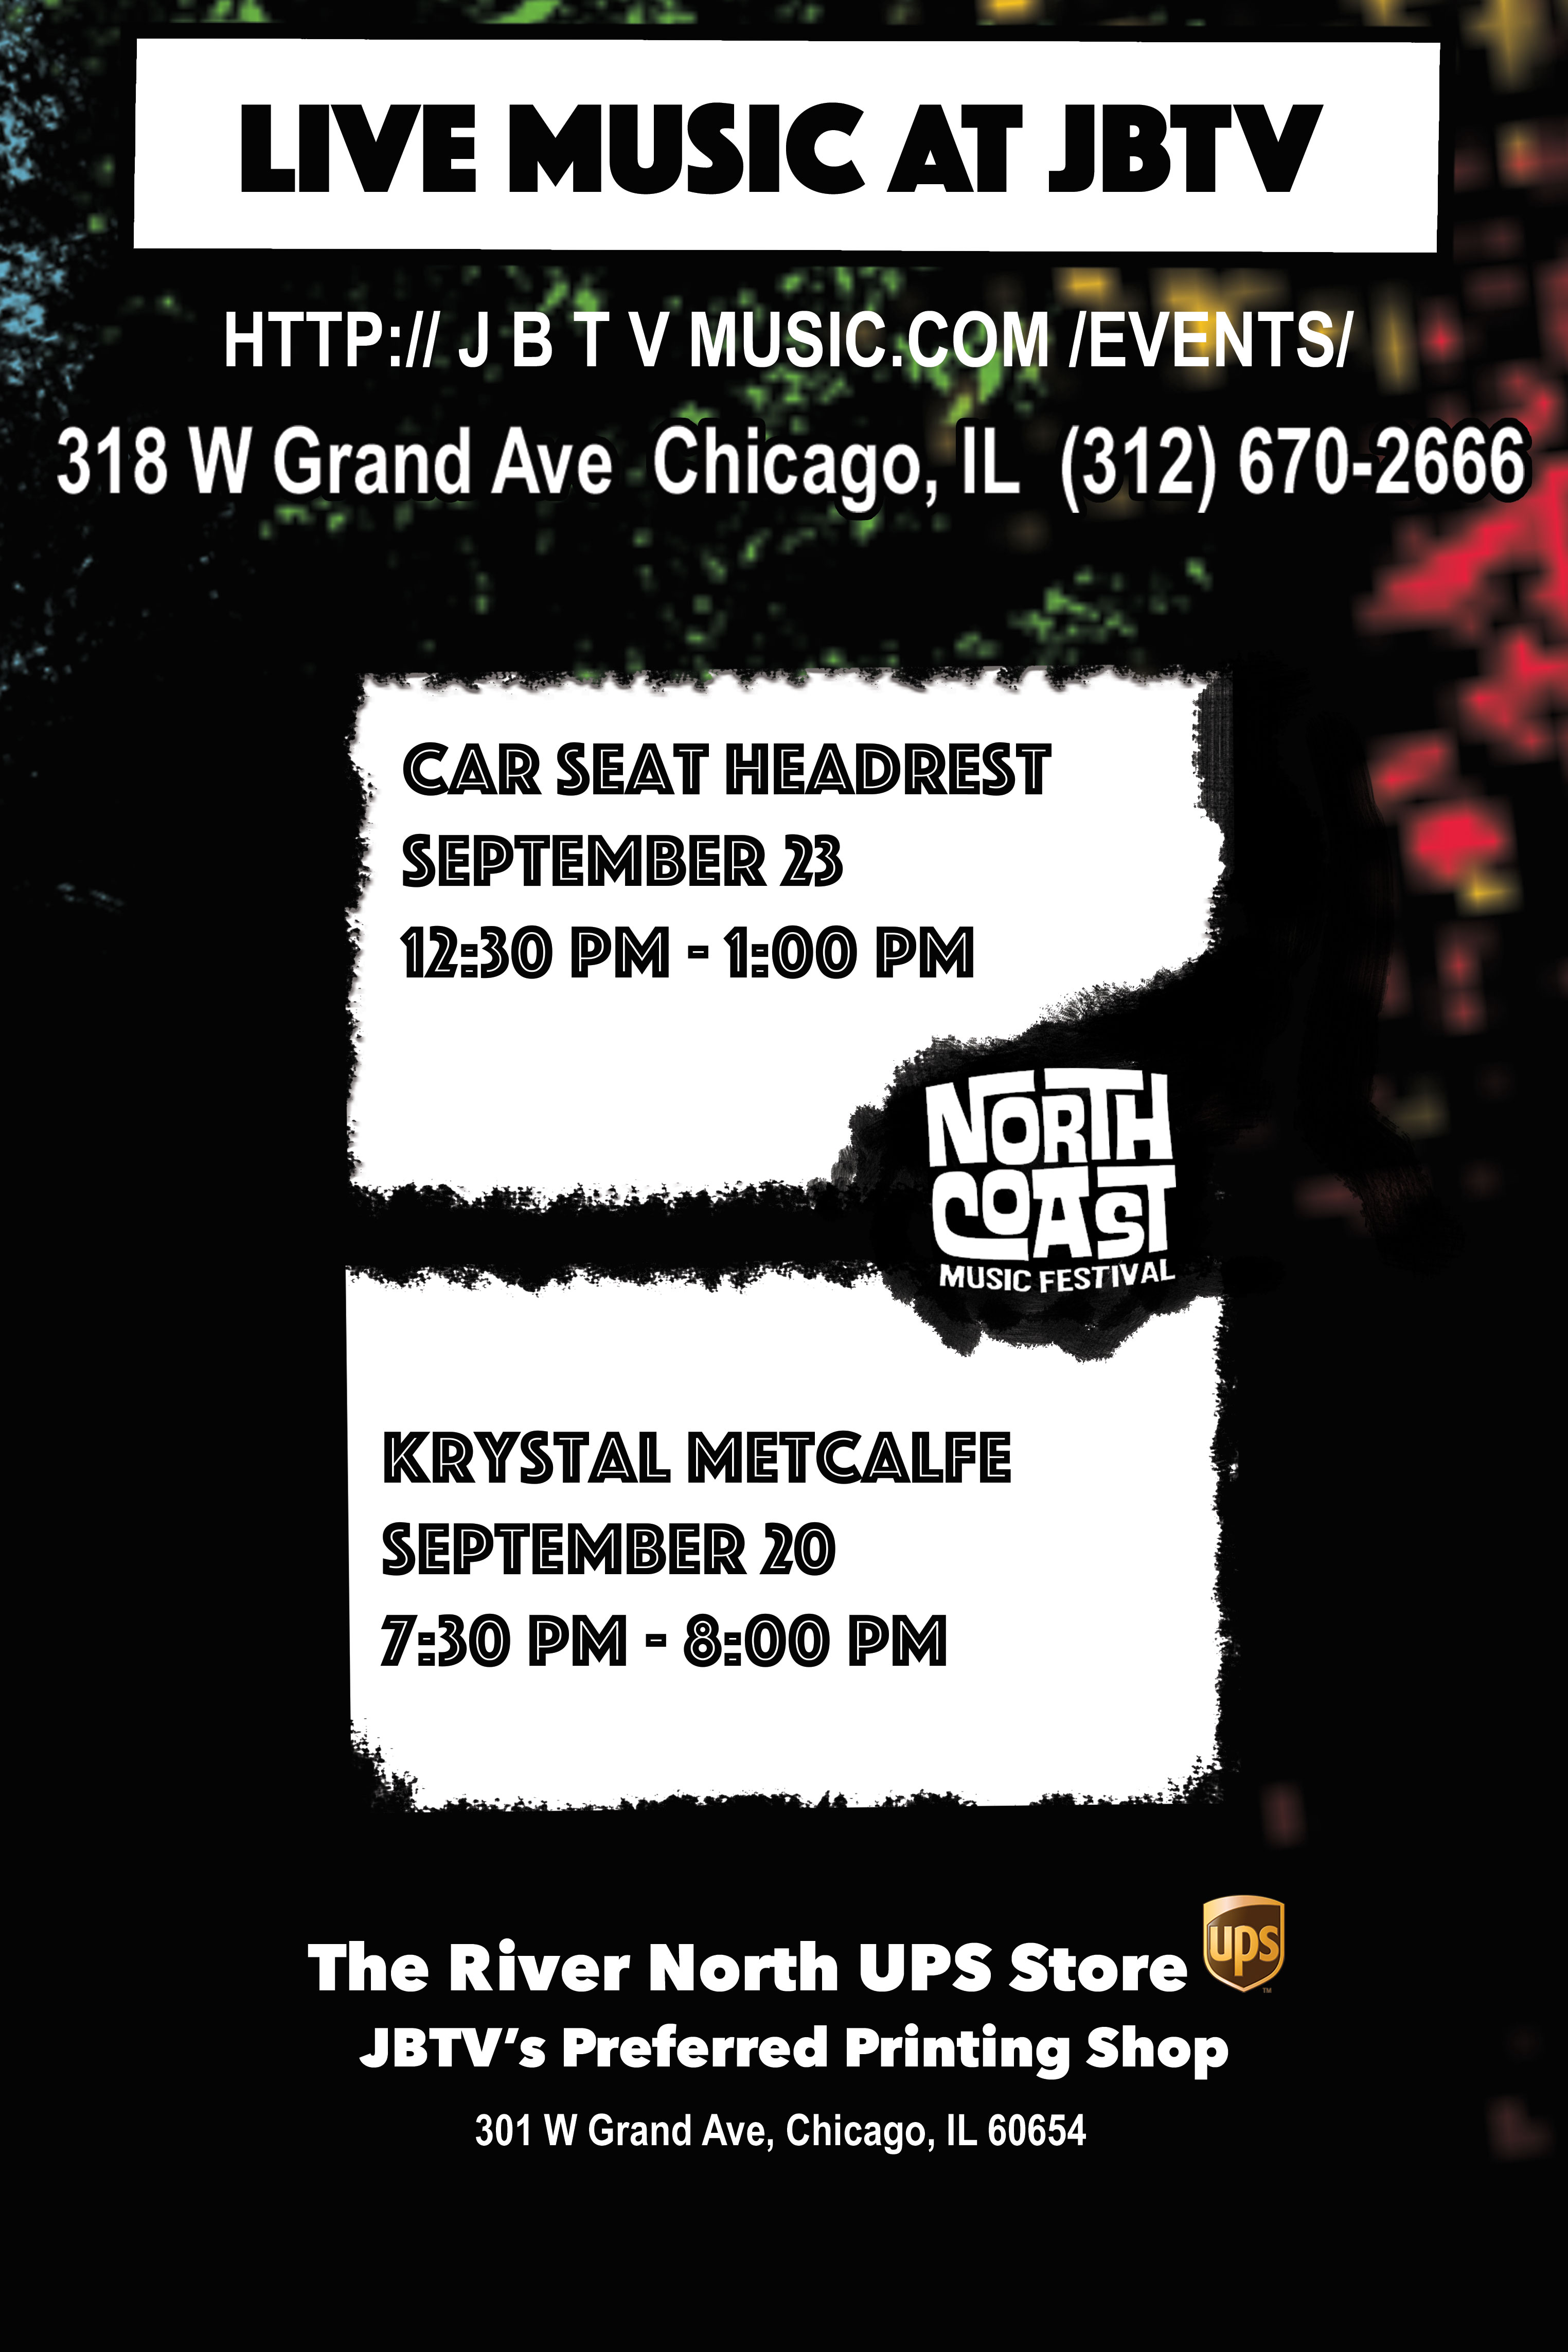 LIVE MUSIC AT JBTV
HTTP:// J B T V MUSIC.COM /EVENTS/
318 W Grand Ave  Chicago, IL  (312) 670-2666
CAR SEAT HEADREST
SEPTEMBER 23
12:30 PM - 1:00 PM
NORTH
COAST
MUSIC FESTIVAL
KRYSTAL METCALFE
SEPTEMBER 20
7:30 PM - 8:00 PM
The River North UPS Store
ups
TM
JBTV’s Preferred Printing Shop
301 W Grand Ave, Chicago, IL 60654